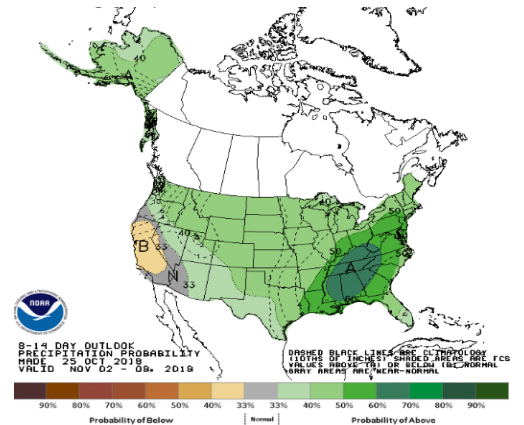 40
A
40
50
50
40
B
33
N
33
50
A
60
NOAA
8-14 DAY OUTLOOK
PRECIPITATION PROBABILITY
MADE 25 OCT 2018
VALID NOV 02 - 08, 2018
DASHED BLACK LINES ARE CLIMATOLOGY
(10THS OF INCHES) SHADED AREAS ARE FCST
VALUES ABOVE (A) OR BELOW (B) NORMAL
GRAY AREAS ARE NEAR-NORMAL
90% 80% 70% 60% 50% 40% 33% 33% 40% 50% 60% 70% 80% 90%
Probability of Below Normal Probability of Above